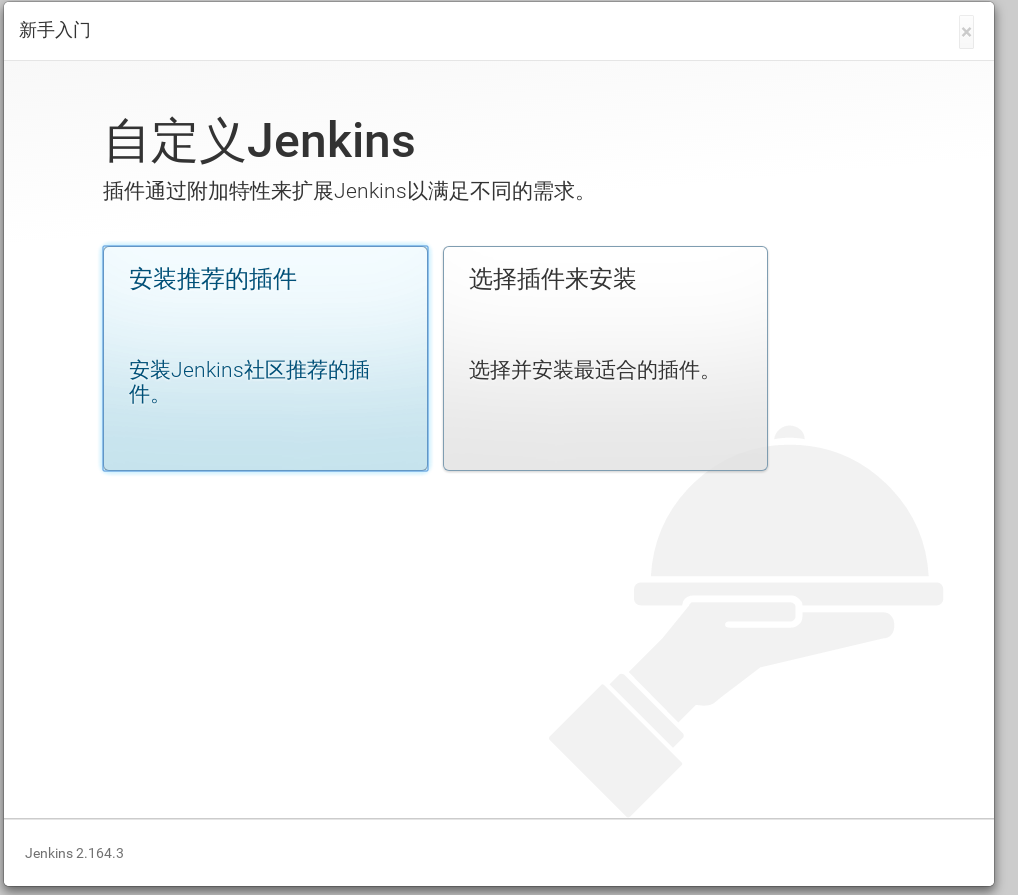 新手入门
×
自定义Jenkins
插件通过附加特性来扩展Jenkins以满足不同的需求。
安装推荐的插件
安装Jenkins社区推荐的插
件。
选择插件来安装
选择并安装最适合的插件。
Jenkins 2.164.3